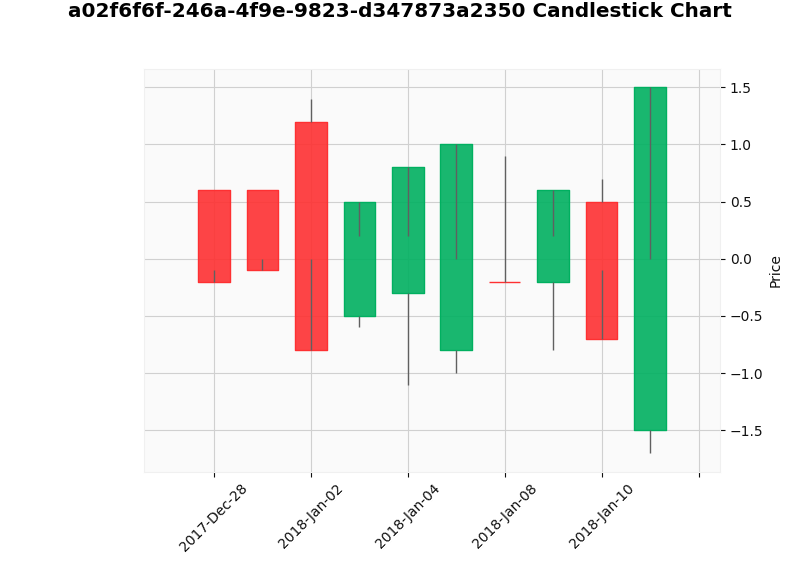 a02f6f6f-246a-4f9e-9823-d347873a2350 Candlestick Chart
1.5
1.0
0.5
0.0
−0.5
−1.0
−1.5
Price
2017-Dec-28
2018-Jan-02
2018-Jan-04
2018-Jan-08
2018-Jan-10